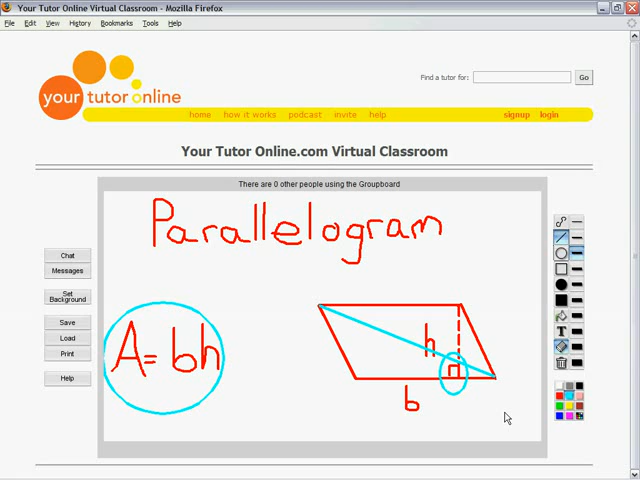 Your Tutor Online Virtual Classroom - Mozilla Firefox
File Edit View History Bookmarks Tools Help
your tutor online
Find a tutor for: Go
home how it works podcast invite help signup login
Your Tutor Online.com Virtual Classroom
There are 0 other people using the Groupboard
Parallelogram
Chat
Messages
Set
Background
Save
Load
Print
Help
A = bh
h
b
T